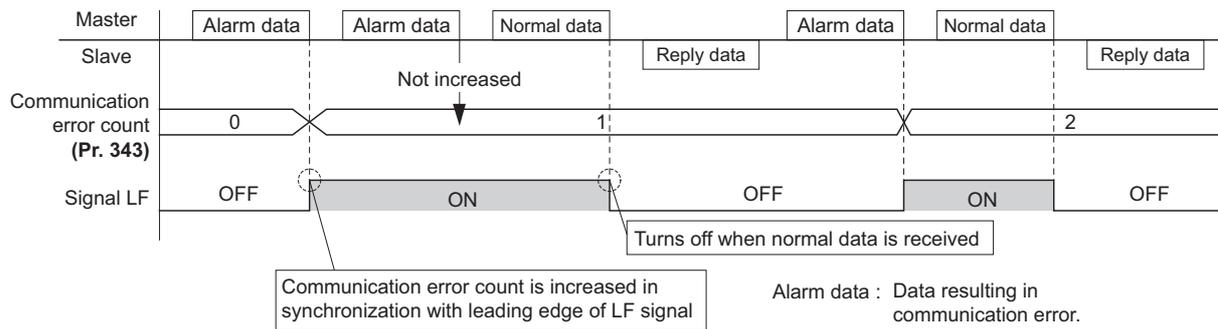 Master
Alarm data
Alarm data
Normal data
Alarm data
Normal data
Slave
Reply data
Reply data
Not increased
Communication
error count
(Pr. 343)
0
1
2
Signal LF
OFF
ON
OFF
ON
OFF
Turns off when normal data is received
Communication error count is increased in
synchronization with leading edge of LF signal
Alarm data : Data resulting in
communication error.